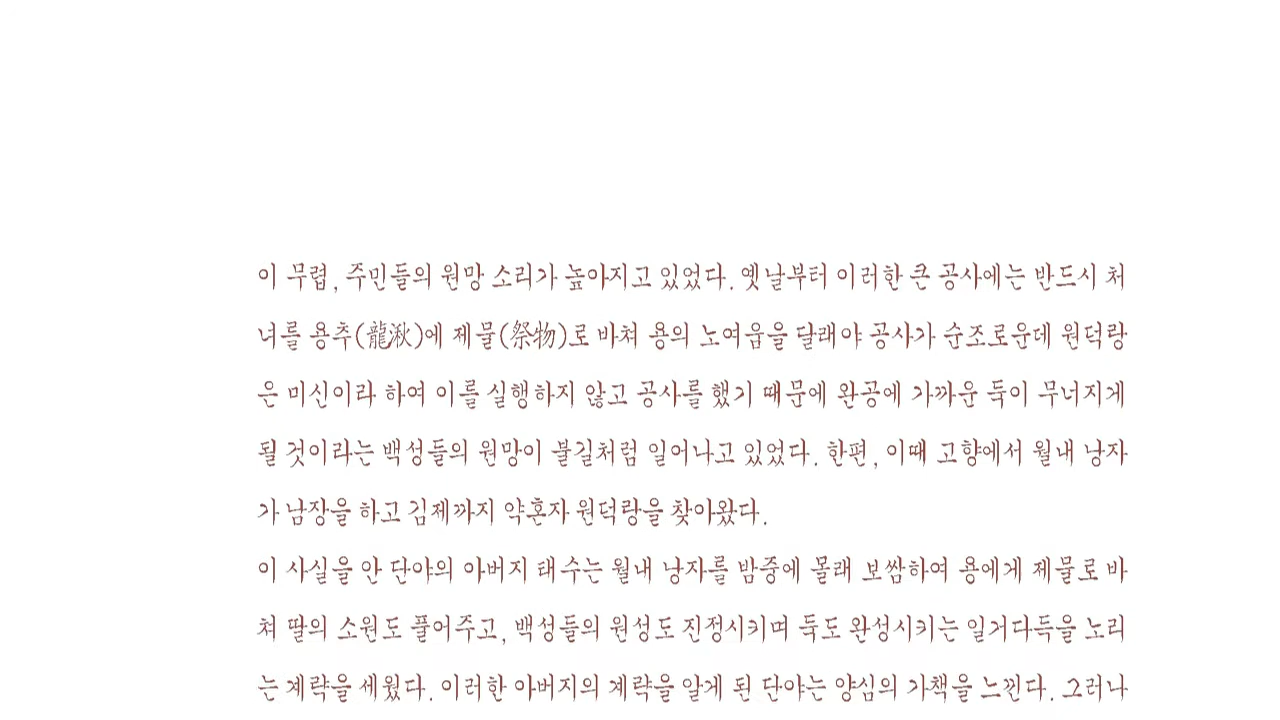 이 무렵, 주민들의 원망 소리가 높아지고 있었다. 옛날부터 이러한 큰 공사에는 반드시 처
녀를 용추(龍湫)에 제물(祭物)로 바쳐 용의 노여움을 달래야 공사가 순조로운데 원덕랑
은 미신이라 하여 이를 실행하지 않고 공사를 했기 때문에 완공에 가까운 둑이 무너지게
될 것이라는 백성들의 원망이 불길처럼 일어나고 있었다. 한편, 이때 고향에서 월내 낭자
가 남장을 하고 김제까지 약혼자 원덕랑을 찾아왔다.
이 사실을 안 단야의 아버지 태수는 월내 낭자를 밤중에 몰래 보쌈하여 용에게 제물로 바
쳐 딸의 소원도 풀어주고, 백성들의 원성도 진정시키며 둑도 완성시키는 일거다득을 노리
는 계략을 세웠다. 이러한 아버지의 계략을 알게 된 단야는 양심의 가책을 느낀다. 그러나